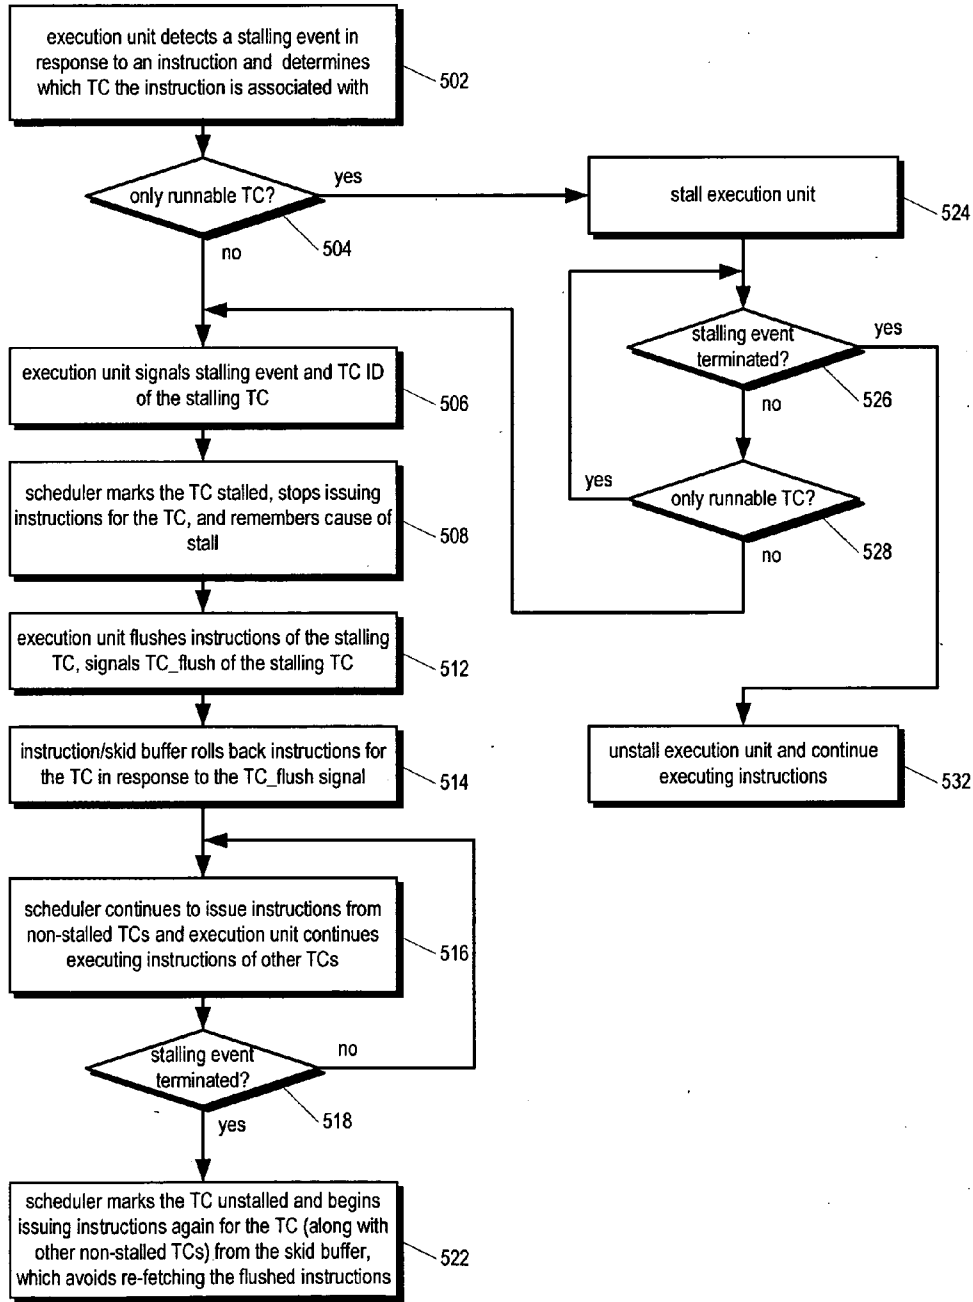 execution unit detects a stalling event in
response to an instruction and determines
which TC the instruction is associated with
502
only runnable TC?
yes
504
no
stall execution unit
524
stalling event
terminated?
yes
526
no
execution unit signals stalling event and TC ID
of the stalling TC
506
only runnable TC?
yes
528
no
scheduler marks the TC stalled, stops issuing
instructions for the TC, and remembers cause of
stall
508
execution unit flushes instructions of the stalling
TC, signals TC_flush of the stalling TC
512
instruction/skid buffer rolls back instructions for
the TC in response to the TC_flush signal
514
unstall execution unit and continue
executing instructions
532
scheduler continues to issue instructions from
non-stalled TCs and execution unit continues
executing instructions of other TCs
516
stalling event
terminated?
no
518
yes
scheduler marks the TC unstalled and begins
issuing instructions again for the TC (along with
other non-stalled TCs) from the skid buffer,
which avoids re-fetching the flushed instructions
522